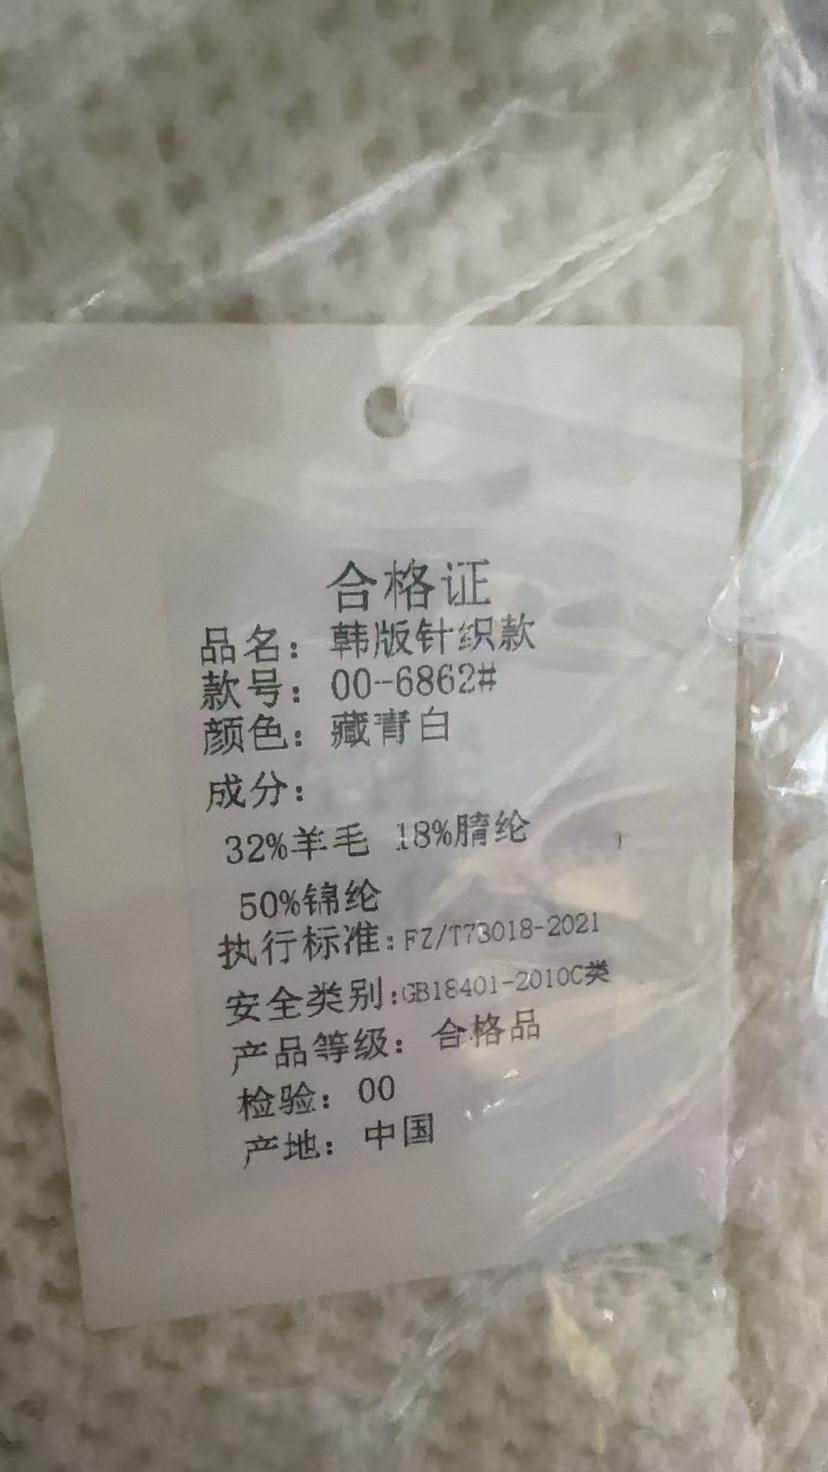 合格证
品名：韩版针织款
款号：00-6862#
颜色：藏青白
成分：
32%羊毛 18%腈纶
50%锦纶
执行标准：FZ/T73018-2021
安全类别：GB18401-2010C类
产品等级：合格品
检验：00
产地：中国